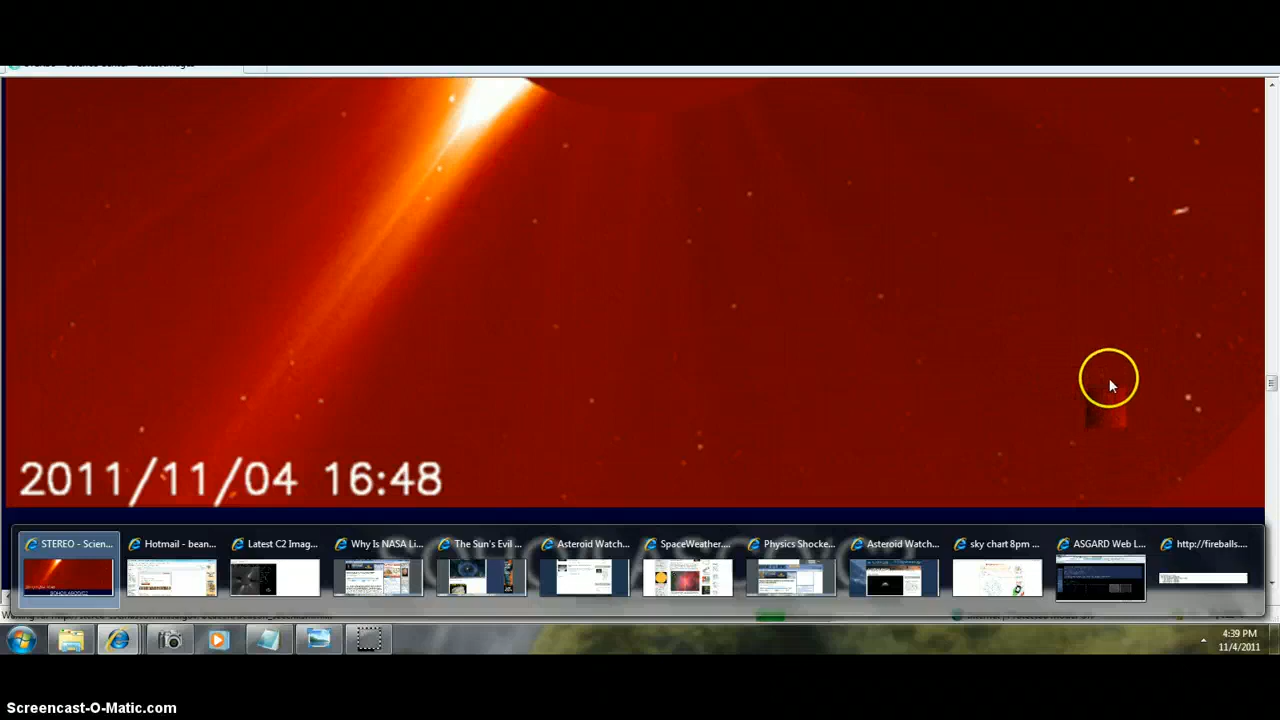 2011/11/04 16:48
STEREO - Scien...
Hotmail - bean...
Latest C2 Imag...
Why Is NASA Li...
The Sun's Evil ...
Asteroid Watch...
SpaceWeather....
Physics Shocke...
Asteroid Watch...
sky chart 8pm ...
ASGARD Web L...
http://fireballs....
4:39 PM
11/4/2011
Screencast-O-Matic.com